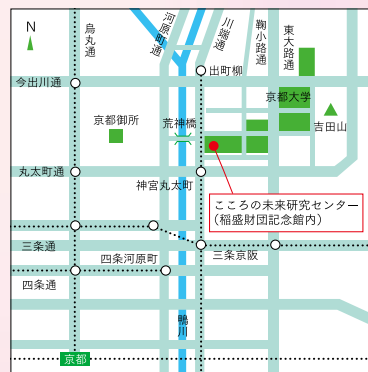 N
烏丸通
河原町通
川端通
鞠小路通
東大路通
今出川通
出町柳
京都大学
京都御所
荒神橋
吉田山
丸太町通
神宮丸太町
こころの未来研究センター
(稲盛財団記念館内)
三条通
四条河原町
三条京阪
四条通
鴨川
京都